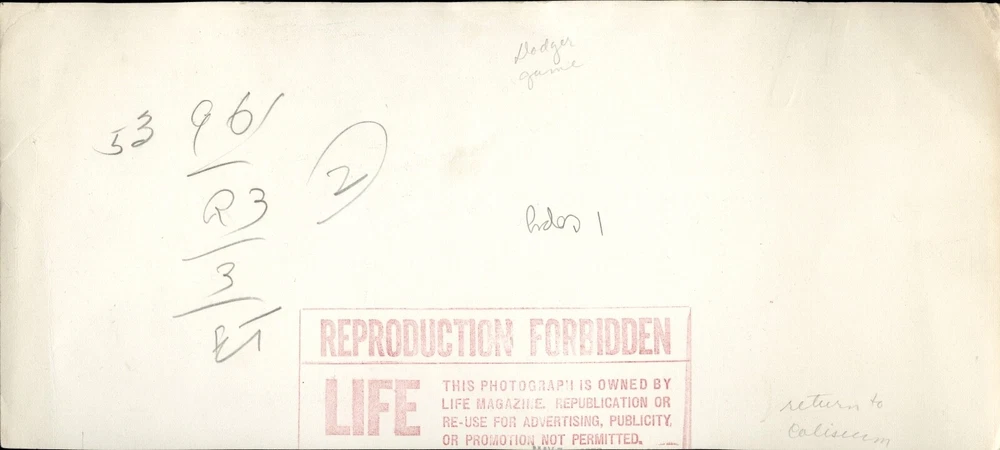 Dodger
game
53 96
R3
2
3
REPRODUCTION FORBIDDEN
LIFE
THIS PHOTOGRAPH IS OWNED BY
LIFE MAGAZINE. REPUBLICATION OR
RE-USE FOR ADVERTISING, PUBLICITY,
OR PROMOTION NOT PERMITTED.
return to
Coliseum